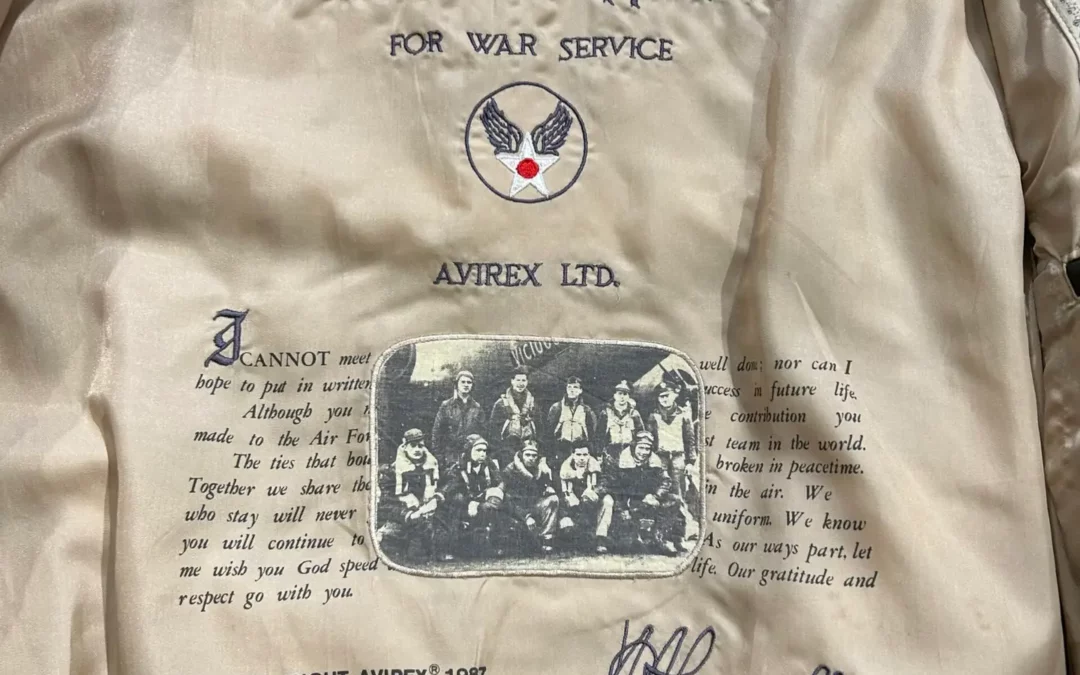 FOR WAR SERVICE
AVIREX LTD.
I CANNOT meet well done; nor can I
hope to put in written uccess in future life.
Although you contribution you
made to the Air For st team in the world.
The ties that bou broken in peacetime.
Together we share the in the air. We
who stay will never uniform. We know
you will continue to As our ways part, let
me wish you God speed life. Our gratitude and
respect go with you.
AVIREX® 1987